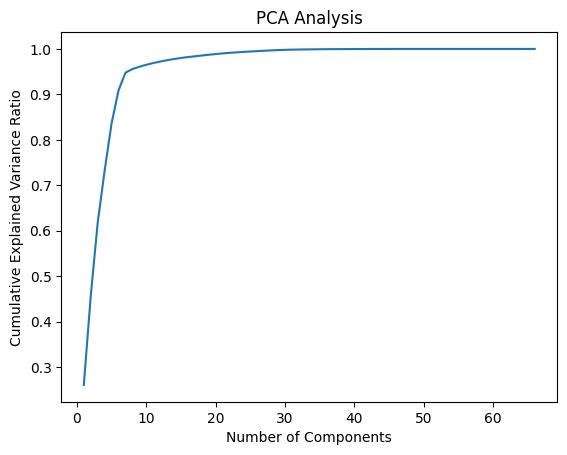 PCA Analysis
Cumulative Explained Variance Ratio
1.0
0.9
0.8
0.7
0.6
0.5
0.4
0.3
0 10 20 30 40 50 60
Number of Components